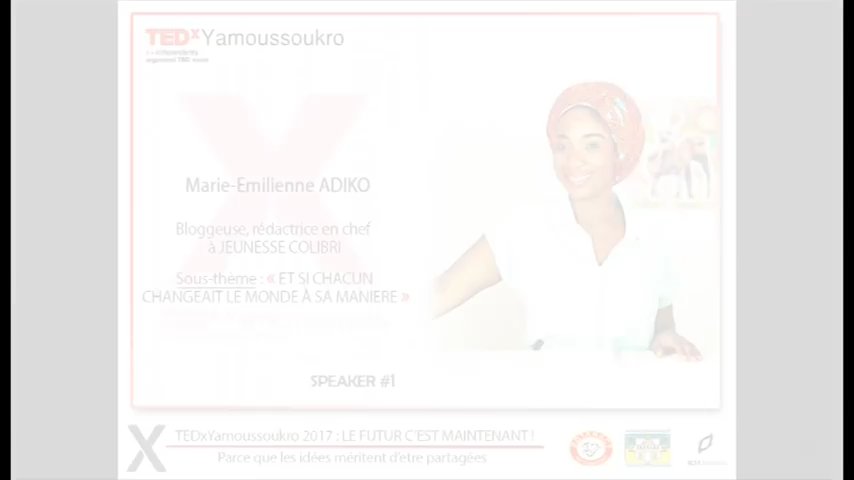 TEDxYamoussoukro
Marie-Emilienne ADIKO
Bloggeuse, rédactrice en chef
à JEUNESSE COLIBRI
Sous-thème : « ET SI CHACUN
CHANGEAIT LE MONDE À SA MANIERE »
SPEAKER #1
X
TEDxYamoussoukro 2017 : LE FUTUR C'EST MAINTENANT !
Parce que les idées méritent d'etre partagées